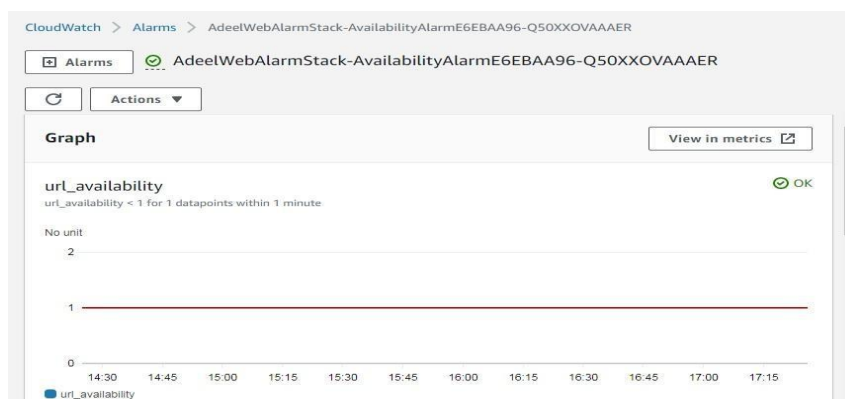 CloudWatch > Alarms > AdeelWebAlarmStack-AvailabilityAlarmE6EBAA96-Q50XXOVAAAER
Alarms AdeelWebAlarmStack-AvailabilityAlarmE6EBAA96-Q50XXOVAAAER
Actions
Graph View in metrics
url_availability OK
url_availability < 1 for 1 datapoints within 1 minute
No unit
2
1
0
14:30 14:45 15:00 15:15 15:30 15:45 16:00 16:15 16:30 16:45 17:00 17:15
url_availability